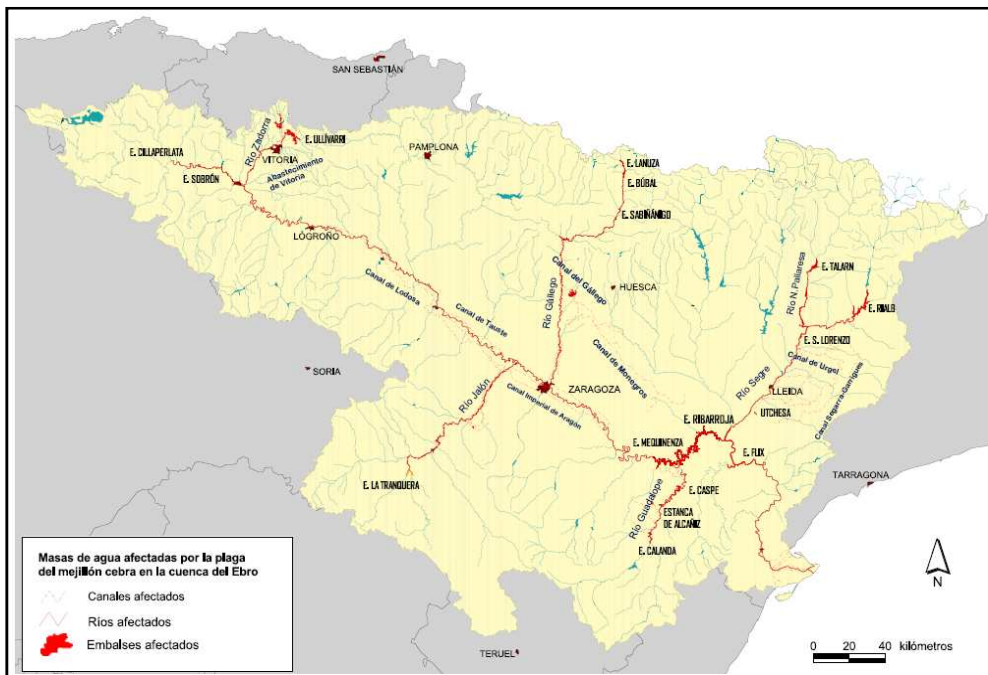 SAN SEBASTIÁN
E. CILLAPERLATA
Río Zadorra
E. ULLÍVARRI
VITORIA
PAMPLONA
E. SOBRÓN
Abastecimiento
de Vitoria
E. LANUZA
E. BÚBAL
E. SABIÑÁNIGO
LOGROÑO
Canal de Lodosa
Canal de Tauste
Río Gállego
Canal del Gállego
HUESCA
Río N. Pallaresa
E. TALARN
E. RIALB
E. S. LORENZO
SORIA
Río Jalón
Canal Imperial de Aragón
ZARAGOZA
Canal de Monegros
Río Segre
Canal de Urgel
LLEIDA
UTCHESA
Canal Segarra-Garrigues
E. LA TRANQUERA
E. MEQUINENZA
E. RIBARROJA
E. FLIX
TARRAGONA
Río Guadalope
E. CASPE
ESTANCA
DE ALCAÑIZ
E. CALANDA
Masas de agua afectadas por la plaga
del mejillón cebra en la cuenca del Ebro
Canales afectados
Ríos afectados
Embalses afectados
TERUEL
N
0 20 40 kilómetros